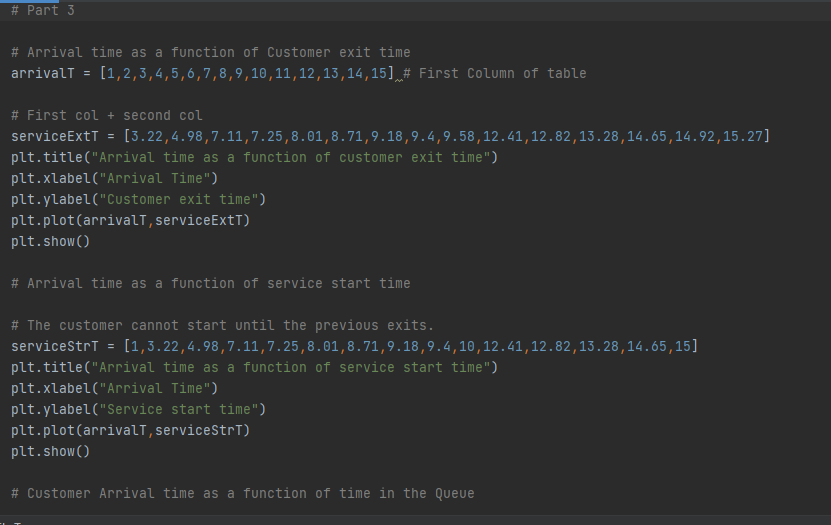 # Part 3
# Arrival time as a function of Customer exit time
arrivalT = [1,2,3,4,5,6,7,8,9,10,11,12,13,14,15] # First Column of table
# First col + second col
serviceExtT = [3.22,4.98,7.11,7.25,8.01,8.71,9.18,9.4,9.58,12.41,12.82,13.28,14.65,14.92,15.27]
plt.title("Arrival time as a function of customer exit time")
plt.xlabel("Arrival Time")
plt.ylabel("Customer exit time")
plt.plot(arrivalT,serviceExtT)
plt.show()
# Arrival time as a function of service start time
# The customer cannot start until the previous exits.
serviceStrT = [1,3.22,4.98,7.11,7.25,8.01,8.71,9.18,9.4,10,12.41,12.82,13.28,14.65,15]
plt.title("Arrival time as a function of service start time")
plt.xlabel("Arrival Time")
plt.ylabel("Service start time")
plt.plot(arrivalT,serviceStrT)
plt.show()
# Customer Arrival time as a function of time in the Queue